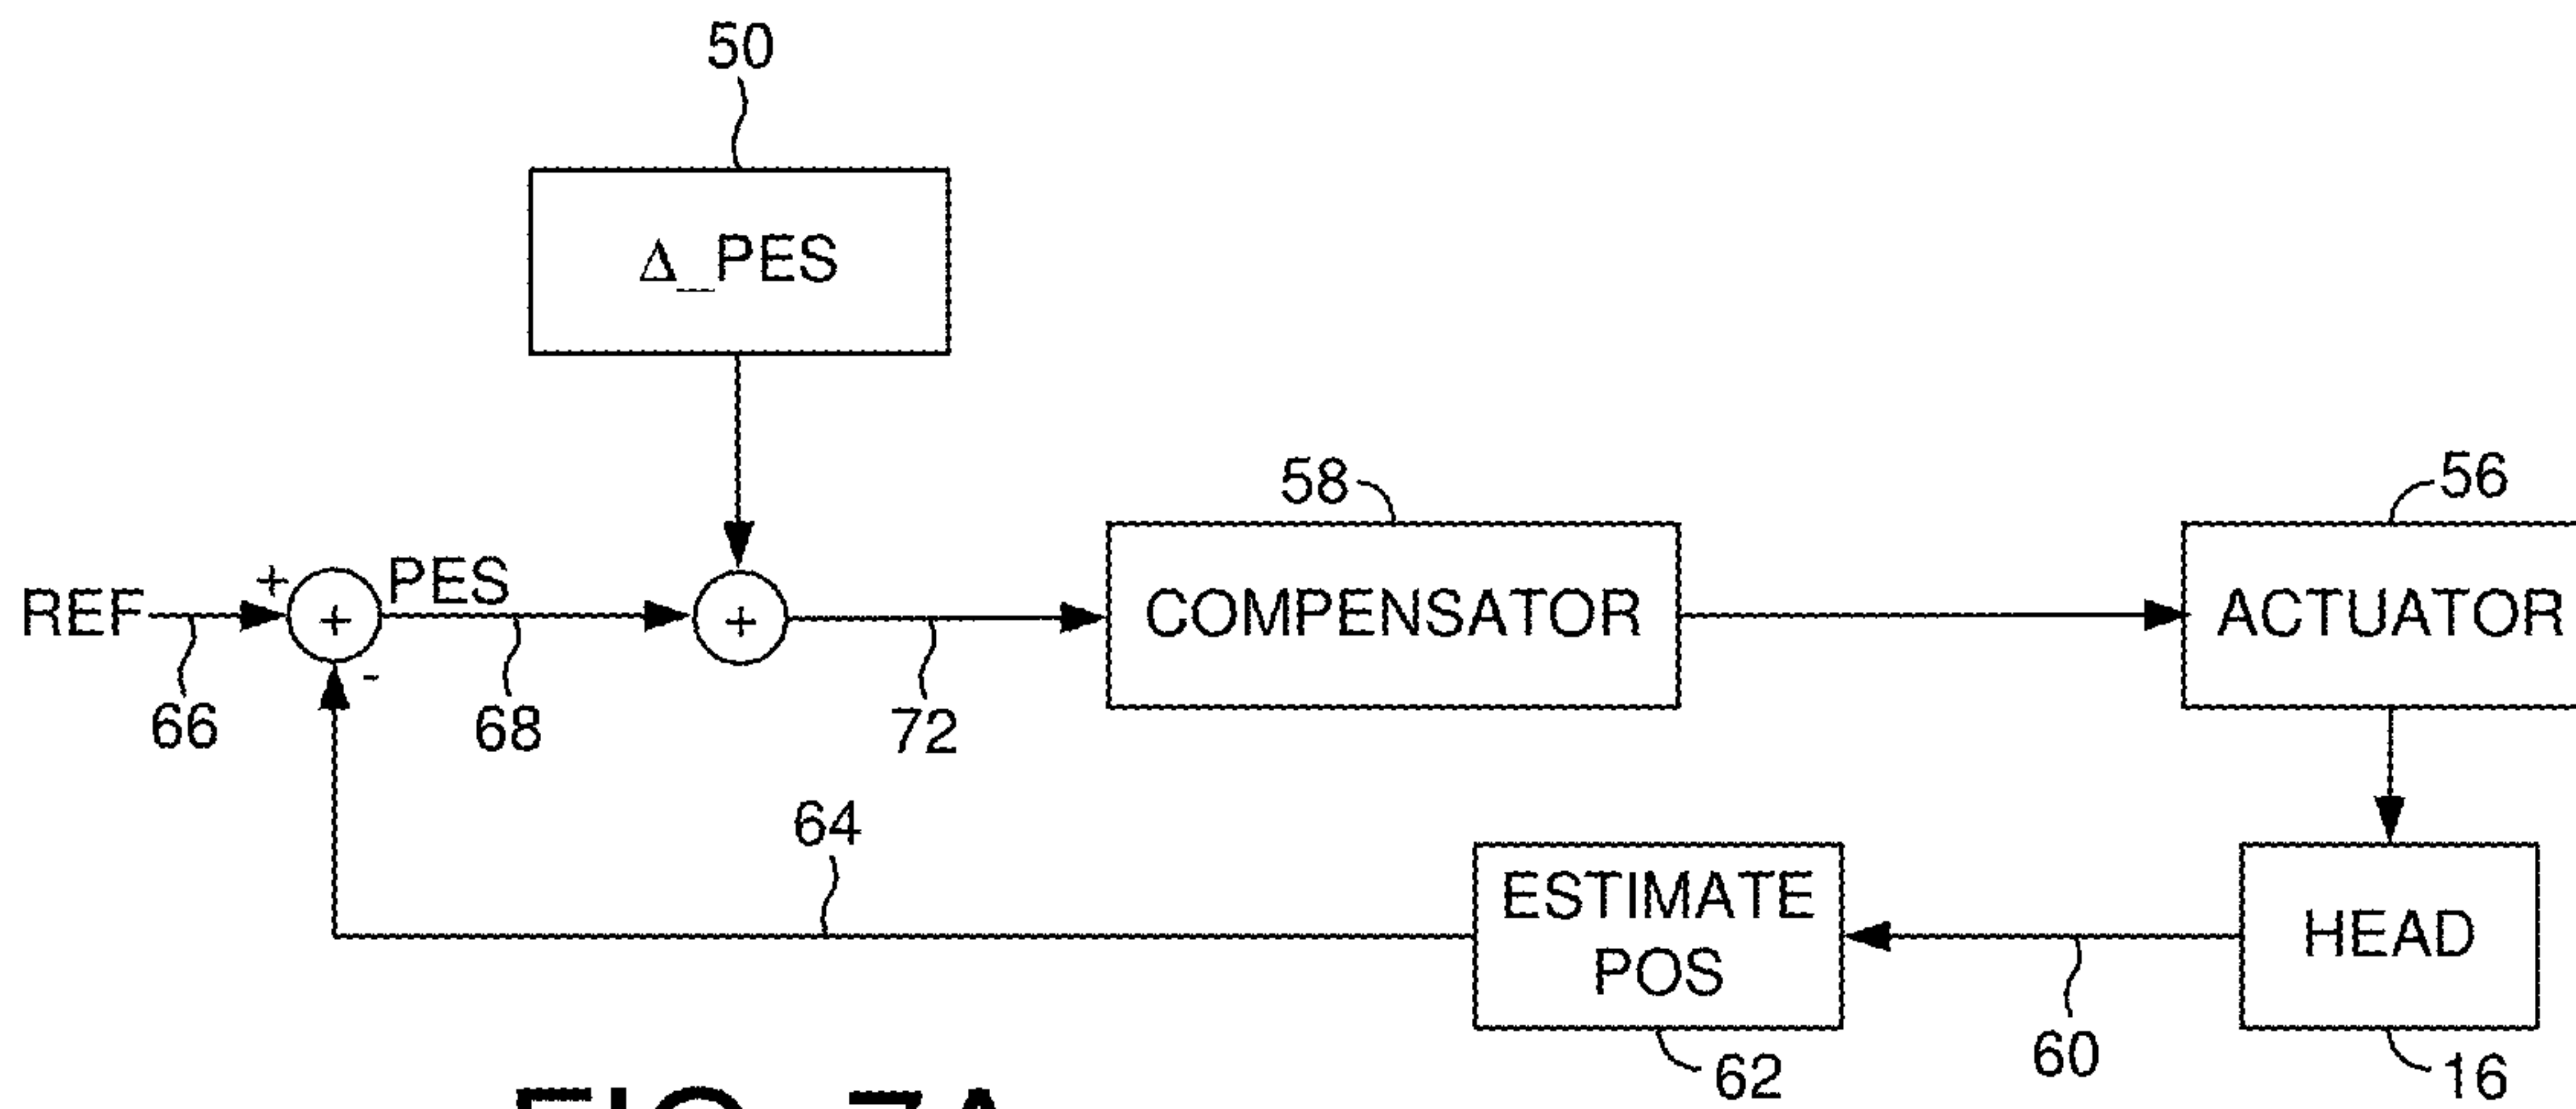 50
Δ_PES
58
56
REF
+
+
PES
+
COMPENSATOR
ACTUATOR
-
66
68
72
64
ESTIMATE
POS
HEAD
60
62
16